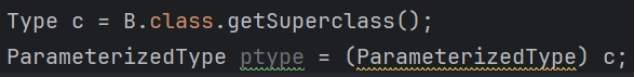 Type c = B.class.getSuperclass();
ParameterizedType ptype = (ParameterizedType) c;